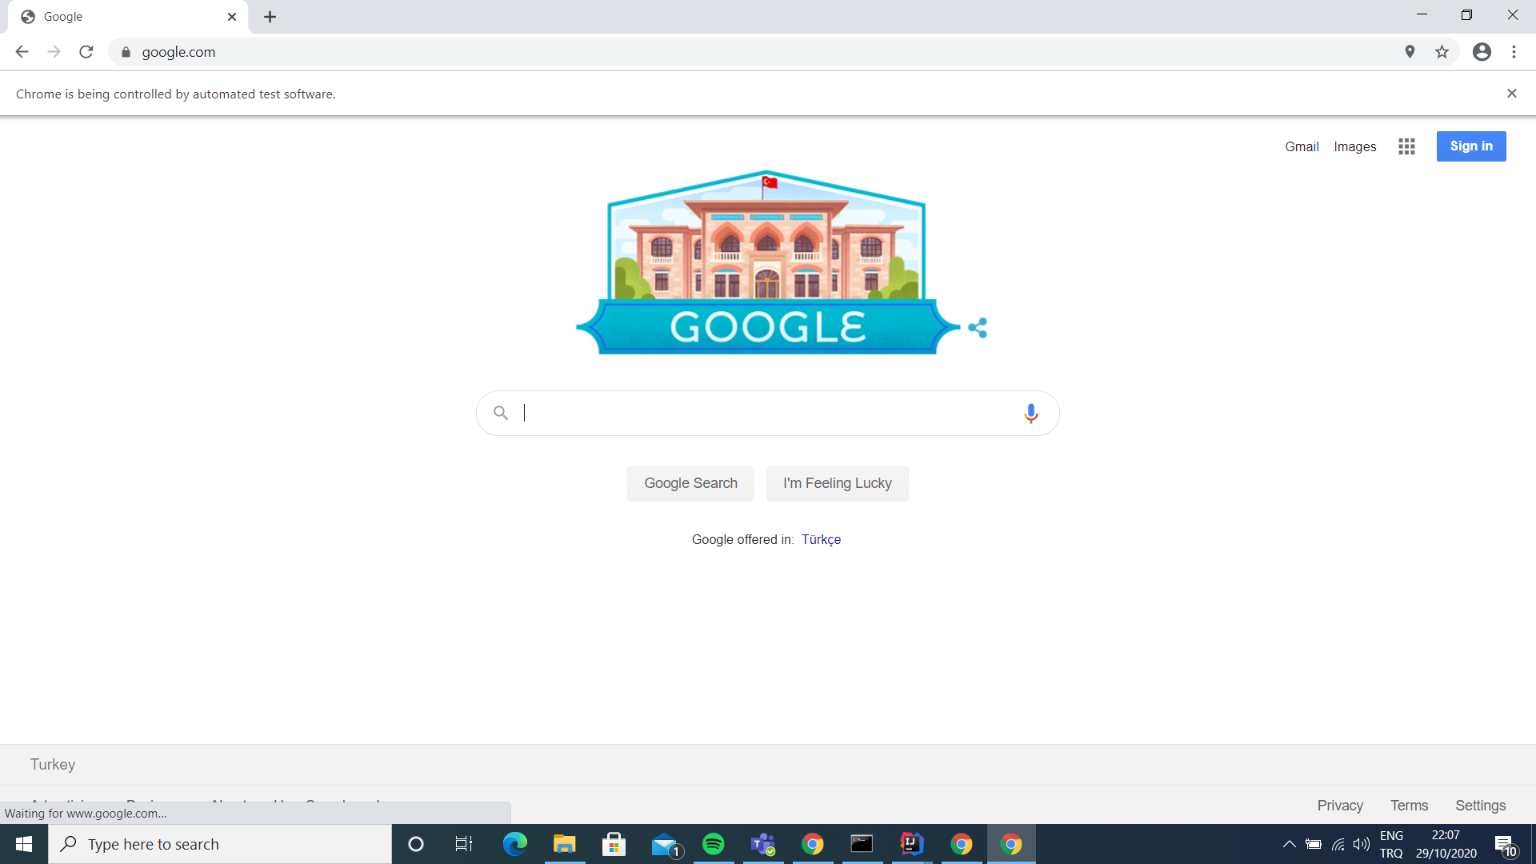 Google
google.com
Chrome is being controlled by automated test software.
Gmail Images Sign in
GOOGLE
Google Search I'm Feeling Lucky
Google offered in: Türkçe
Turkey
Privacy Terms Settings
Waiting for www.google.com...
Type here to search
1
ENG
TRQ
22:07
29/10/2020
10